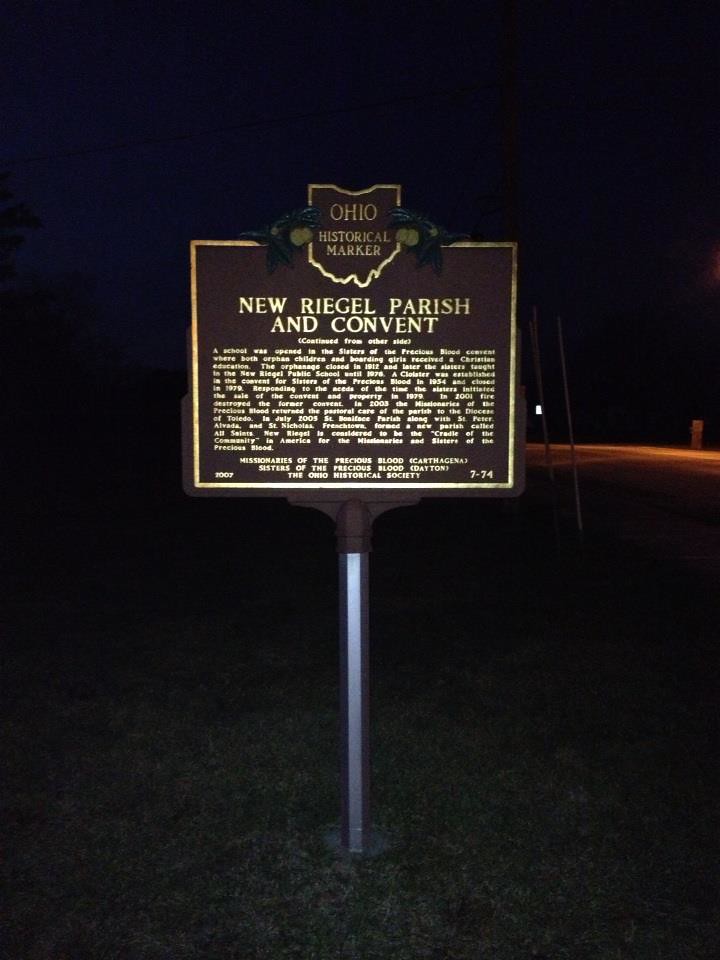 OHIO
HISTORICAL
MARKER
NEW RIEGEL PARISH
AND CONVENT
(Continued from other side)
A school was opened in the Sisters of the Precious Blood convent
where both orphan children and boarding girls received a Christian
education. The orphanage closed in 1912 and later the sisters taught
in the New Riegel Public School until 1978. A Cloister was established
in the convent for Sisters of the Precious Blood in 1954 and closed
in 1979. Responding to the needs of the time the sisters initiated
the sale of the convent and property in 1979. In 2001 fire
destroyed the former convent. In 2003 the Missionaries of the
Precious Blood returned the pastoral care of the parish to the Diocese
of Toledo. In July 2005 St. Boniface Parish along with St. Peter,
Alvada, and St. Nicholas, Frenchtown, formed a new parish called
All Saints. New Riegel is considered to be the "Cradle of the
Community" in America for the Missionaries and Sisters of the
Precious Blood.
MISSIONARIES OF THE PRECIOUS BLOOD (CARTHAGENA)
SISTERS OF THE PRECIOUS BLOOD (DAYTON)
2007 THE OHIO HISTORICAL SOCIETY 7-74